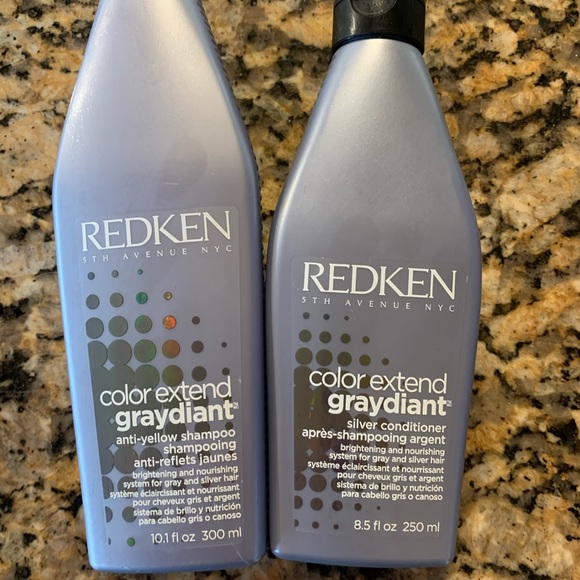 REDKEN
5TH AVENUE NYC
color extend
graydiant™
anti-yellow shampoo
shampooing
anti-reflets jaunes
brightening and nourishing
system for gray and silver hair
système éclaircissant et nourrissant
pour cheveux gris et argent
sistema de brillo y nutrición
para cabello gris o canoso
10.1 fl oz 300 ml
REDKEN
5TH AVENUE NYC
color extend
graydiant™
silver conditioner
après-shampooing argent
brightening and nourishing
system for gray and silver hair
système éclaircissant et nourrissant
pour cheveux gris et argent
sistema de brillo y nutrición
para cabello gris o canoso
8.5 fl oz 250 ml